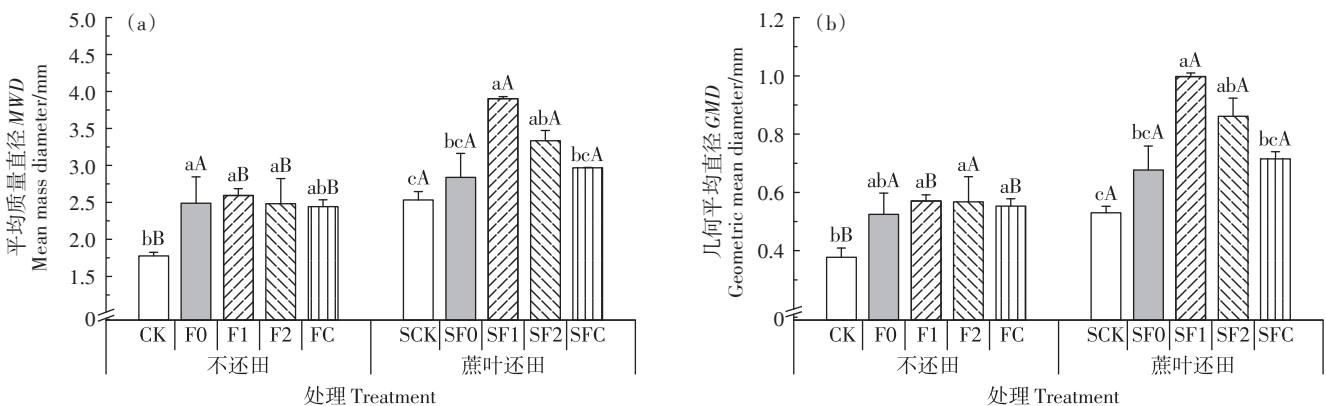 (a)
平均质量直径MWD
Mean mass diameter/mm
5.0
4.5
4.0
3.5
3.0
2.5
2.0
1.5
0
bB
aA
aB
aB
abB
cA
bcA
aA
abA
bcA
CK F0 F1 F2 FC SCK SF0 SF1 SF2 SFC
不还田 蔗叶还田
处理 Treatment
(b)
几何平均直径GMD
Geometric mean diameter/mm
1.2
1.0
0.8
0.6
0.4
0
bB
abA
aB
aA
aB
cA
bcA
aA
abA
bcA
CK F0 F1 F2 FC SCK SF0 SF1 SF2 SFC
不还田 蔗叶还田
处理 Treatment